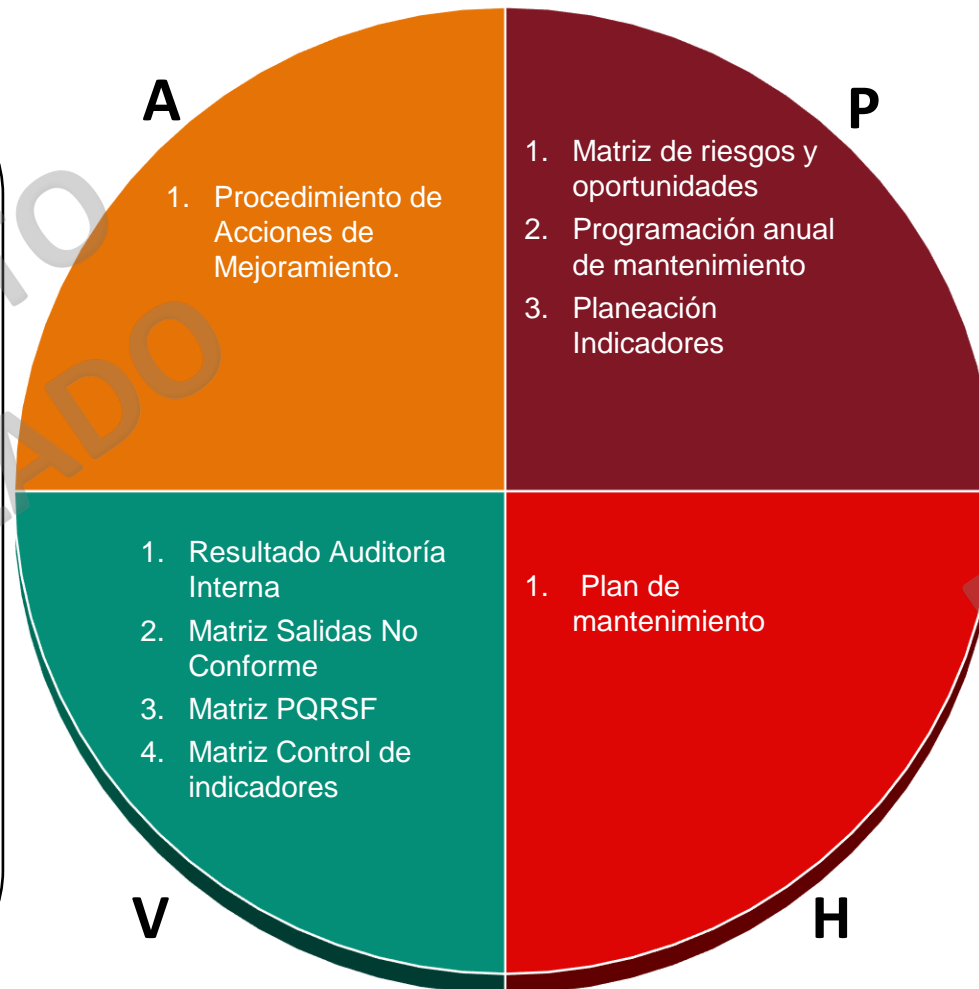 A
1. Procedimiento de
Acciones de
Mejoramiento.
P
1. Matriz de riesgos y
oportunidades
2. Programación anual
de mantenimiento
3. Planeación
Indicadores
1. Resultado Auditoría
Interna
2. Matriz Salidas No
Conforme
3. Matriz PQRSF
4. Matriz Control de
indicadores
V
1. Plan de
mantenimiento
H